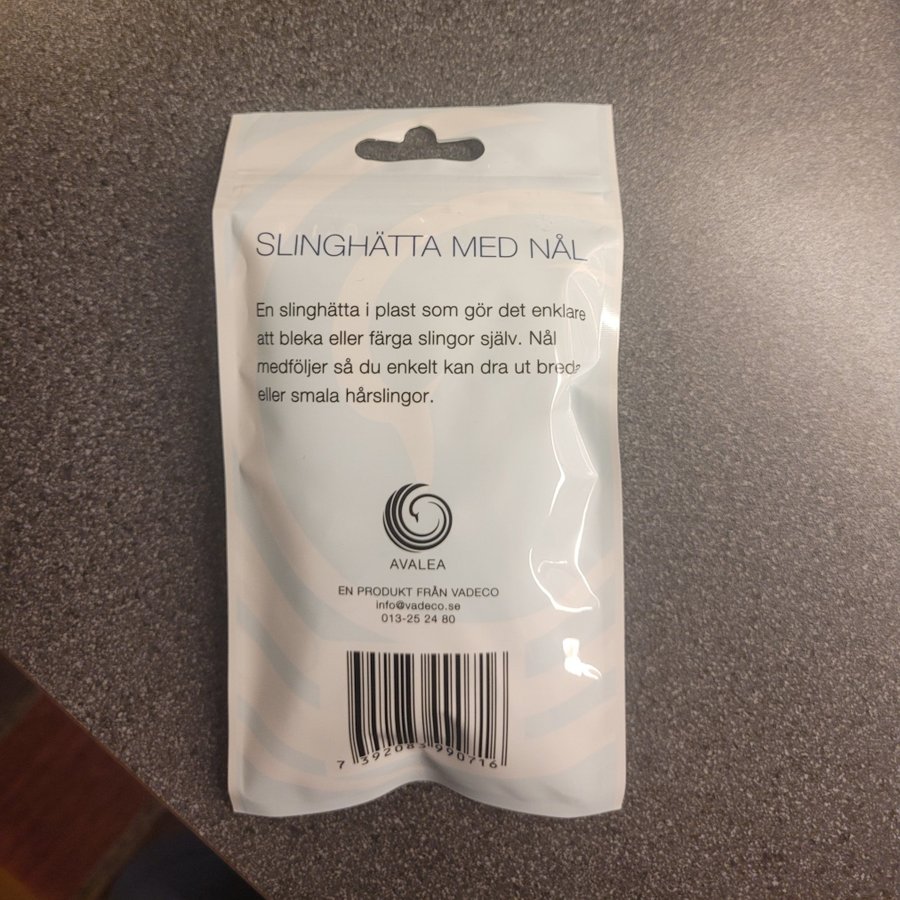 SLINGHÄTTA MED NÅL
En slinghätta i plast som gör det enklare
att bleka eller färga slingor själv. Nål
medföljer så du enkelt kan dra ut breda
eller smala hårslingor.
AVALEA
EN PRODUKT FRÅN VADECO
info@vadeco.se
013-25 24 80
7 392083 990716